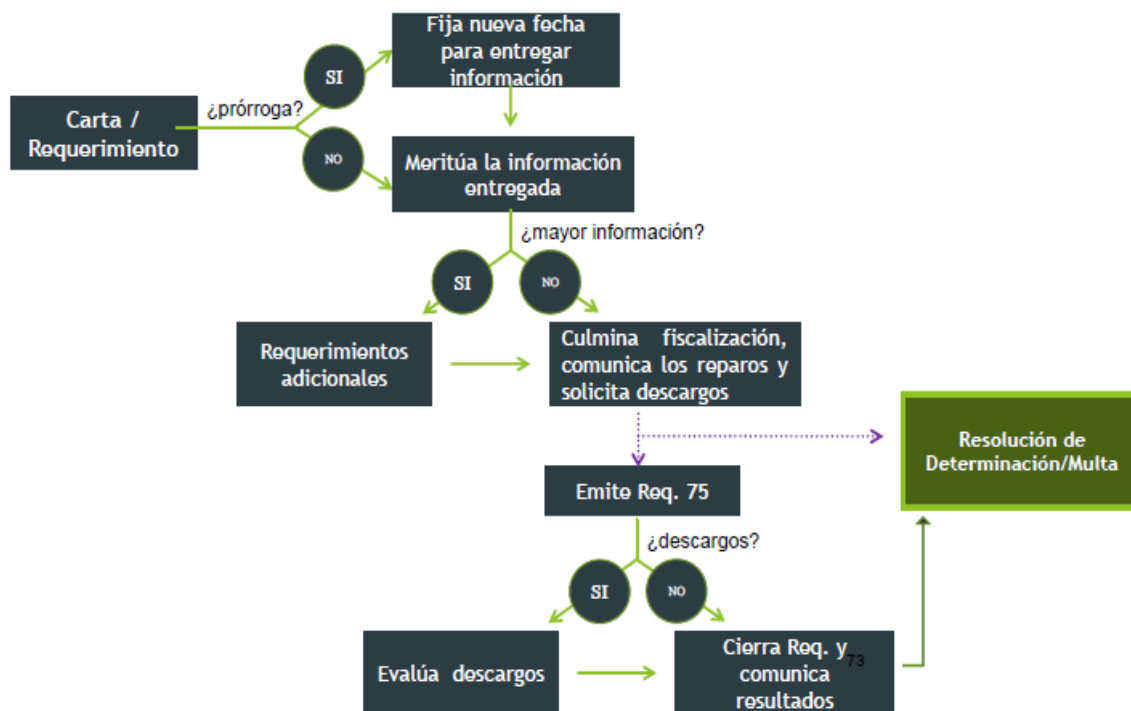 Fija nueva fecha
para entregar
información
SI
¿prórroga?
Carta /
Requerimiento
NO
Meritúa la información
entregada
¿mayor información?
SI
NO
Requerimientos
adicionales
Culmina fiscalización,
comunica los reparos y
solicita descargos
Resolución de
Determinación/Multa
Emite Req. 75
¿descargos?
SI
NO
Evalúa descargos
Cierra Req. y
comunica
resultados
73